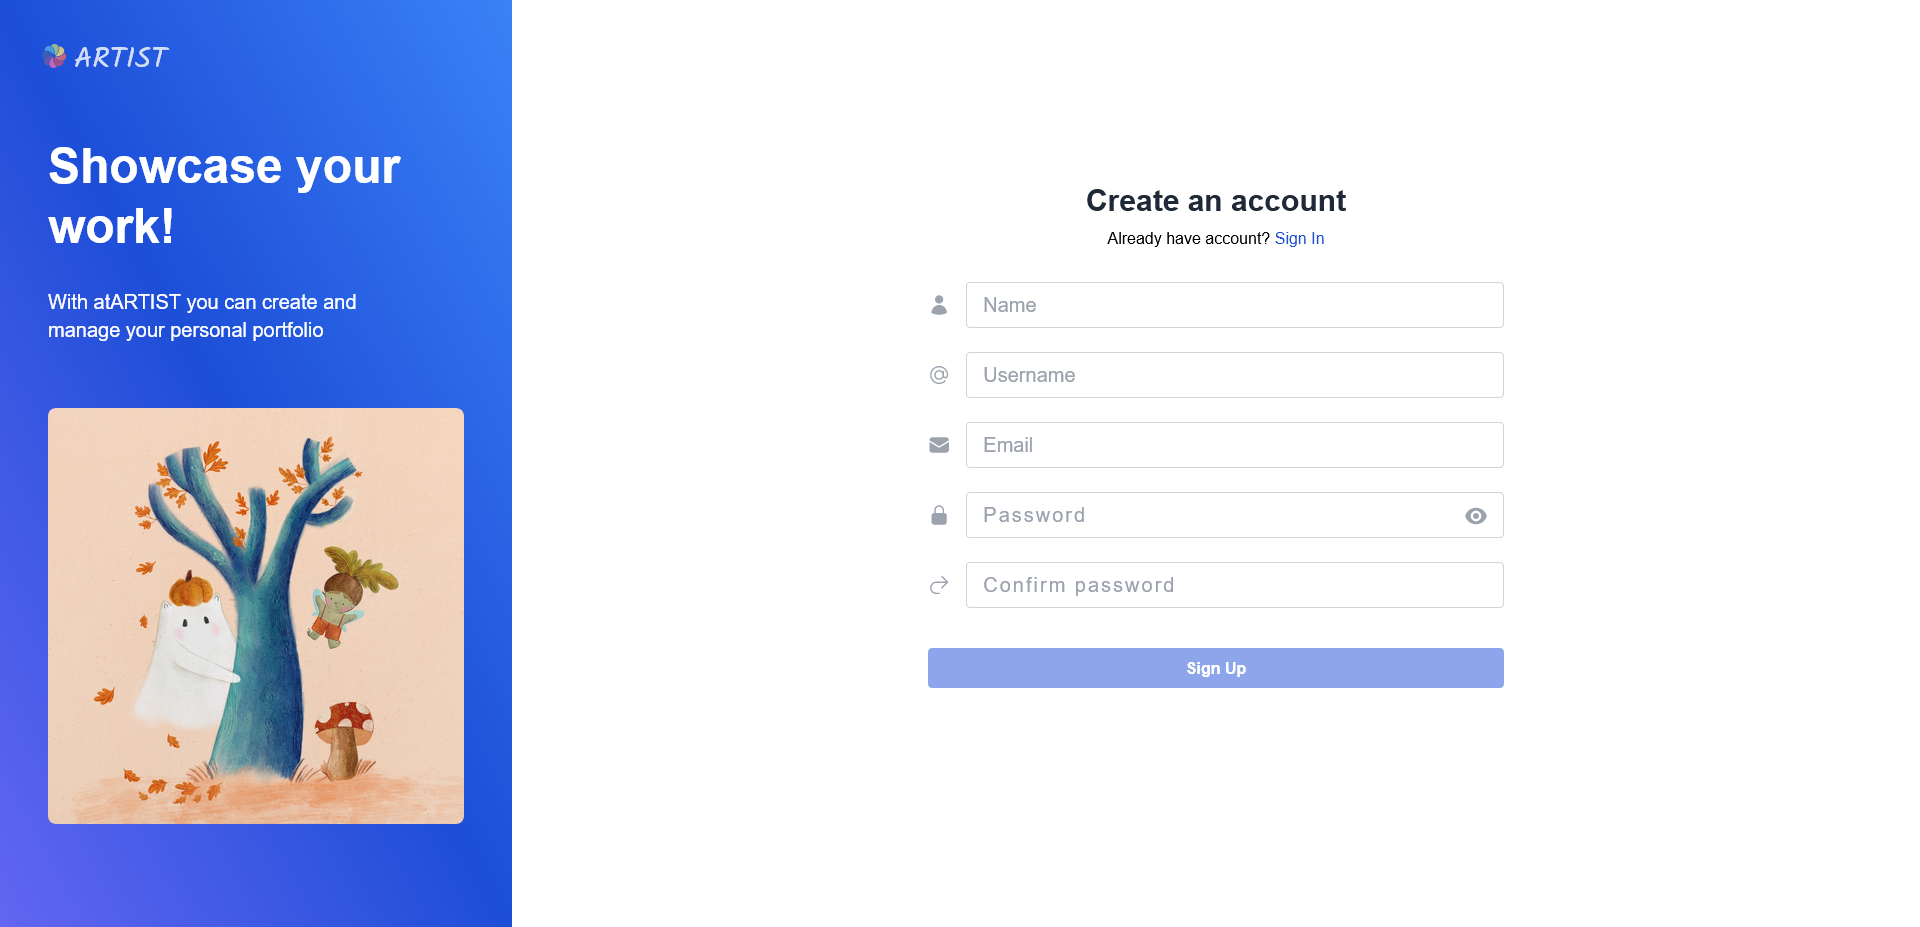 ARTIST
Showcase your
work!
With atARTIST you can create and
manage your personal portfolio
Create an account
Already have account? Sign In
Name
Username
Email
Password
Confirm password
Sign Up